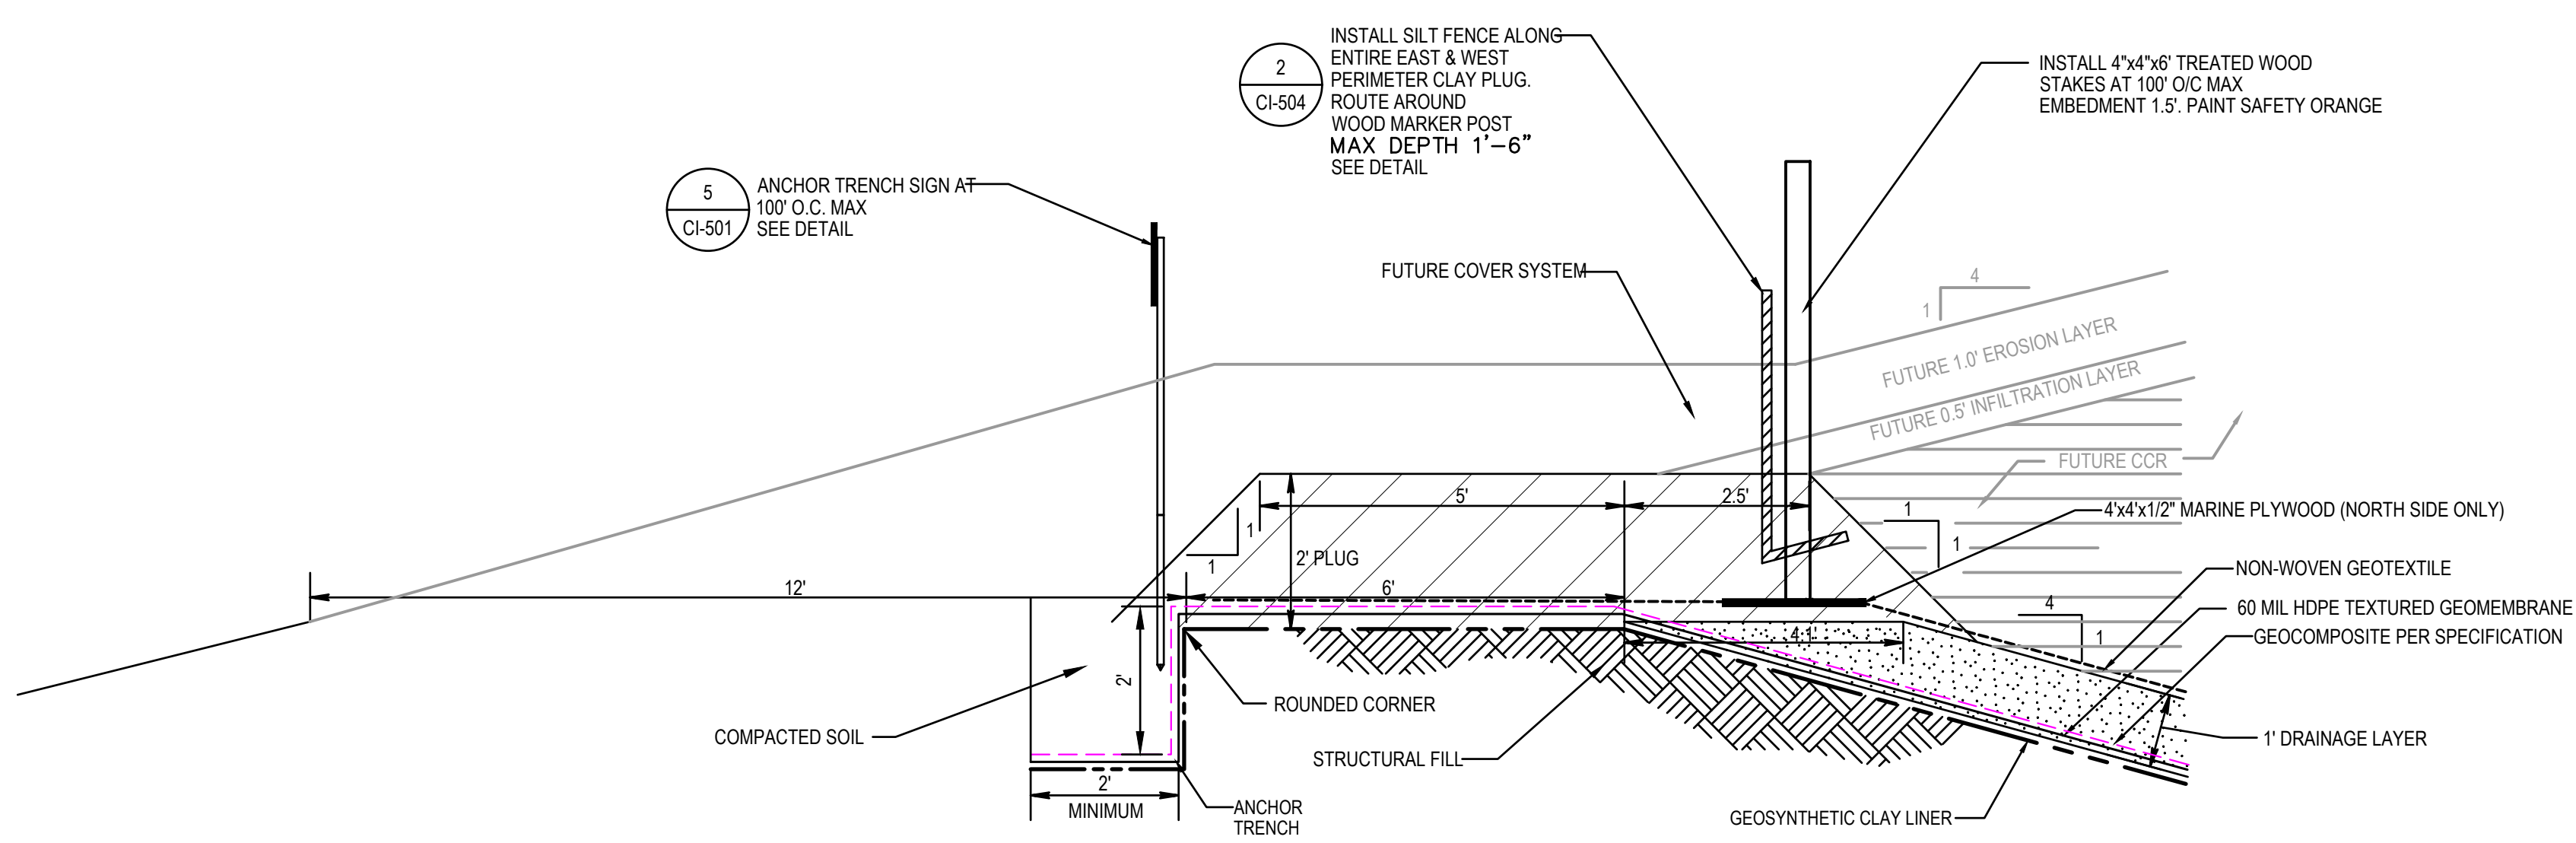 2
CI-504
INSTALL SILT FENCE ALONG
ENTIRE EAST & WEST
PERIMETER CLAY PLUG.
ROUTE AROUND
WOOD MARKER POST
MAX DEPTH 1'-6"
SEE DETAIL
INSTALL 4"x4"x6' TREATED WOOD
STAKES AT 100' O/C MAX
EMBEDMENT 1.5'. PAINT SAFETY ORANGE
5
CI-501
ANCHOR TRENCH SIGN AT
100' O.C. MAX
SEE DETAIL
FUTURE COVER SYSTEM
4
1
FUTURE 1.0' EROSION LAYER
FUTURE 0.5' INFILTRATION LAYER
FUTURE CCR
5'
2.5'
4'x4'x1/2" MARINE PLYWOOD (NORTH SIDE ONLY)
1
1
1
1
2' PLUG
NON-WOVEN GEOTEXTILE
12'
6'
4
1
60 MIL HDPE TEXTURED GEOMEMBRANE
GEOCOMPOSITE PER SPECIFICATION
4.1'
2'
ROUNDED CORNER
COMPACTED SOIL
STRUCTURAL FILL
1' DRAINAGE LAYER
2'
MINIMUM
ANCHOR
TRENCH
GEOSYNTHETIC CLAY LINER